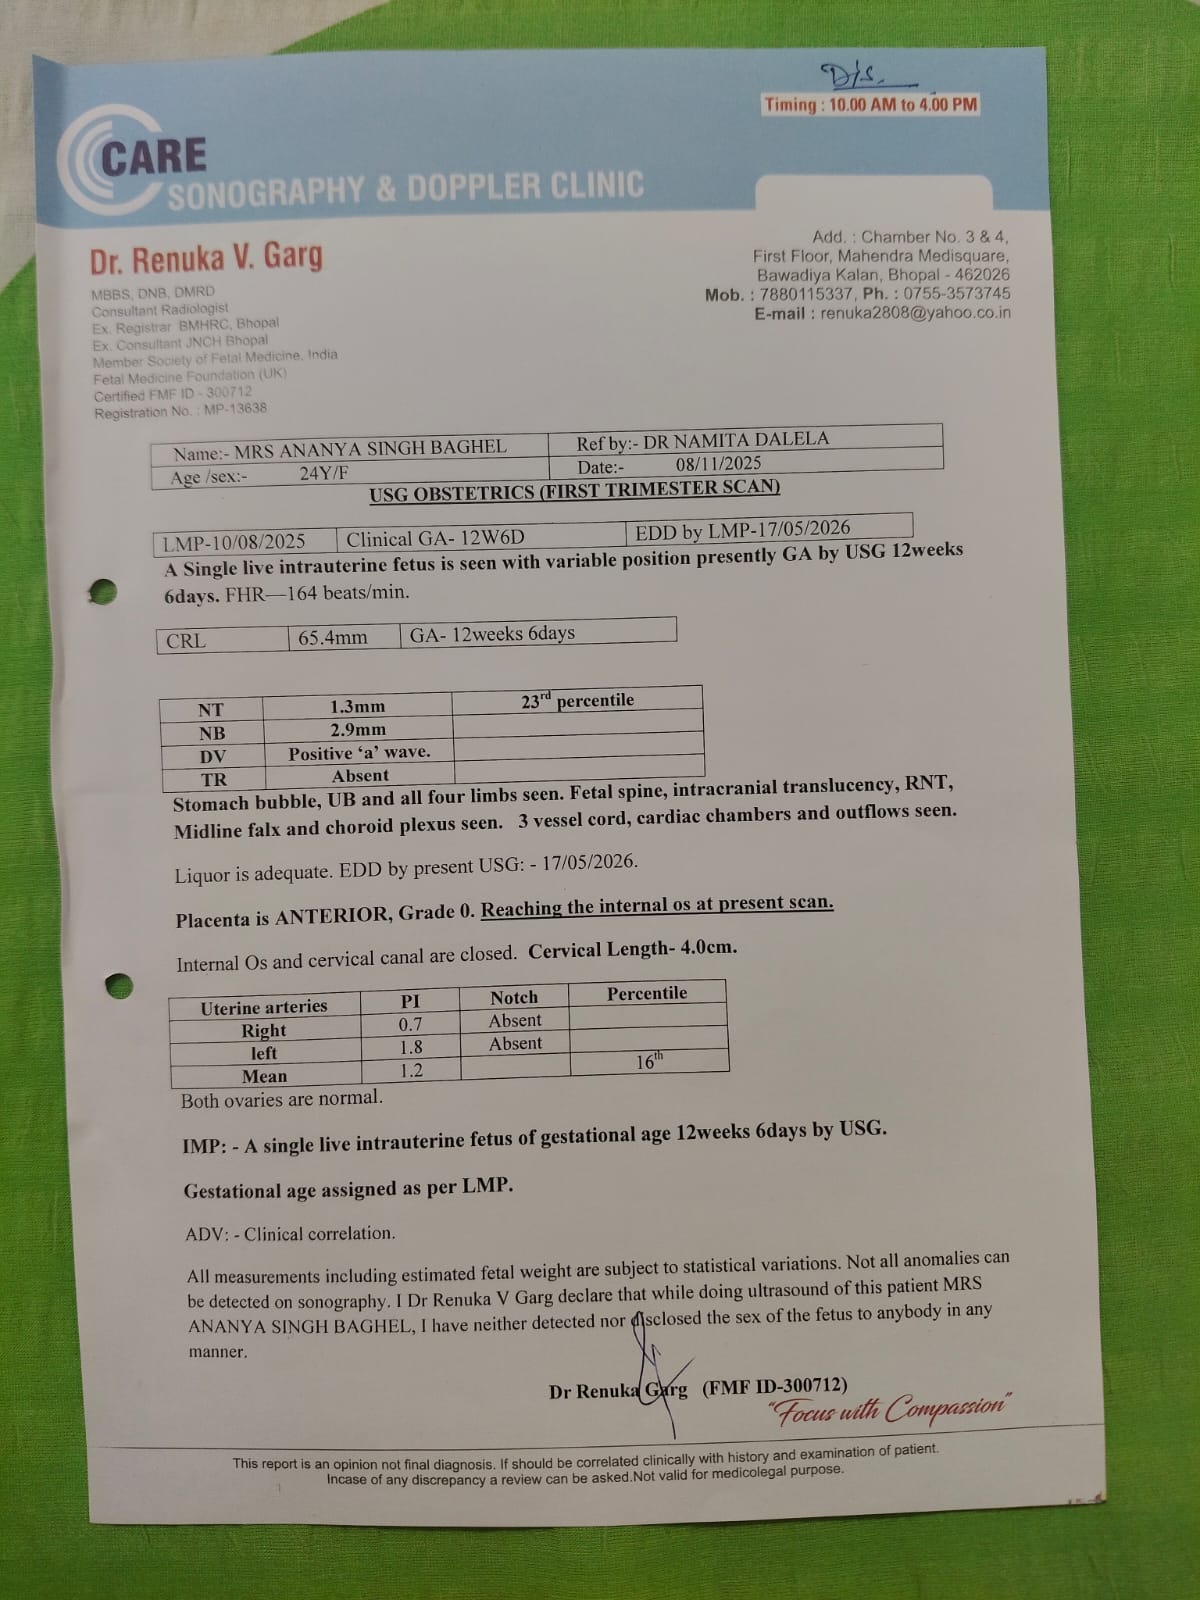 D/s.
Timing : 10.00 AM to 4.00 PM
CARE
SONOGRAPHY & DOPPLER CLINIC
Dr. Renuka V. Garg
MBBS, DNB, DMRD
Consultant Radiologist
Ex. Registrar BMHRC, Bhopal
Ex. Consultant JNCH Bhopal
Member Society of Fetal Medicine, India
Fetal Medicine Foundation (UK)
Certified FMF ID - 300712
Registration No. : MP-13638
Add. : Chamber No. 3 & 4,
First Floor, Mahendra Medisquare,
Bawadiya Kalan, Bhopal - 462026
Mob. : 7880115337, Ph. : 0755-3573745
E-mail : renuka2808@yahoo.co.in
Name:- MRS ANANYA SINGH BAGHEL Ref by:- DR NAMITA DALELA
Age /sex:- 24Y/F Date:- 08/11/2025
USG OBSTETRICS (FIRST TRIMESTER SCAN)
LMP-10/08/2025 Clinical GA- 12W6D EDD by LMP-17/05/2026
A Single live intrauterine fetus is seen with variable position presently GA by USG 12weeks
6days. FHR—164 beats/min.
CRL 65.4mm GA- 12weeks 6days
NT 1.3mm 23rd percentile
NB 2.9mm
DV Positive ‘a’ wave.
TR Absent
Stomach bubble, UB and all four limbs seen. Fetal spine, intracranial translucency, RNT,
Midline falx and choroid plexus seen. 3 vessel cord, cardiac chambers and outflows seen.
Liquor is adequate. EDD by present USG: - 17/05/2026.
Placenta is ANTERIOR, Grade 0. Reaching the internal os at present scan.
Internal Os and cervical canal are closed. Cervical Length- 4.0cm.
Uterine arteries PI Notch Percentile
Right 0.7 Absent
left 1.8 Absent
Mean 1.2 16th
Both ovaries are normal.
IMP: - A single live intrauterine fetus of gestational age 12weeks 6days by USG.
Gestational age assigned as per LMP.
ADV: - Clinical correlation.
All measurements including estimated fetal weight are subject to statistical variations. Not all anomalies can
be detected on sonography. I Dr Renuka V Garg declare that while doing ultrasound of this patient MRS
ANANYA SINGH BAGHEL, I have neither detected nor disclosed the sex of the fetus to anybody in any
manner.
Dr Renuka Garg (FMF ID-300712)
"Focus with Compassion"
This report is an opinion not final diagnosis. If should be correlated clinically with history and examination of patient.
Incase of any discrepancy a review can be asked.Not valid for medicolegal purpose.